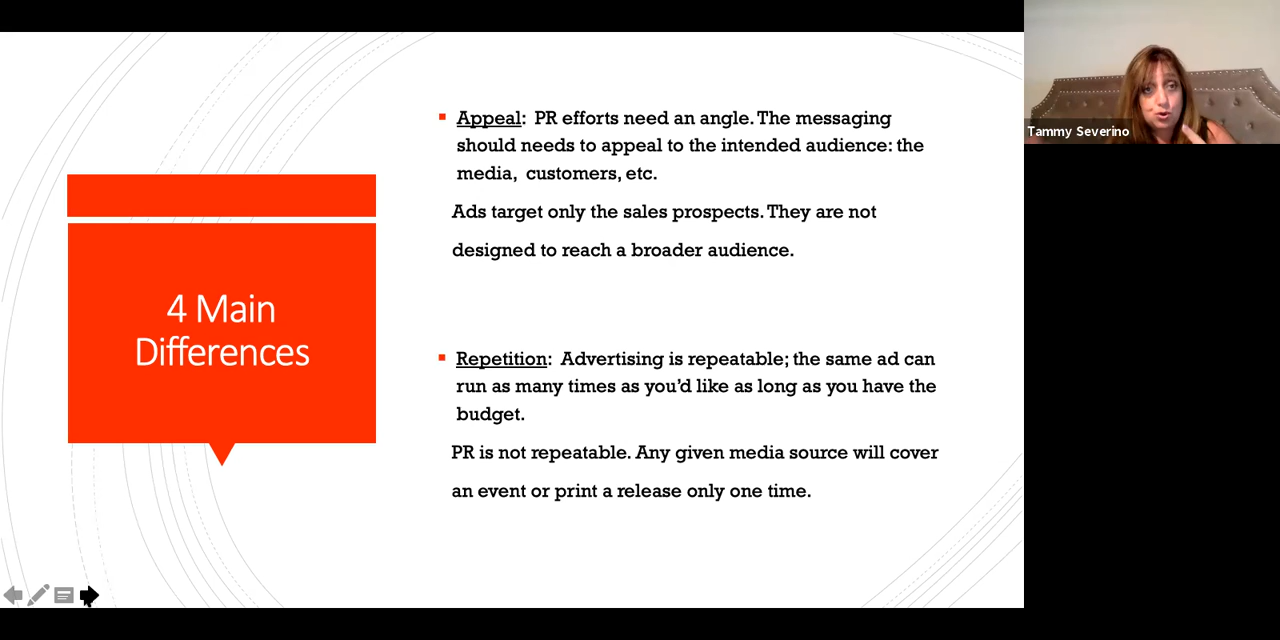 4 Main
Differences
Appeal: PR efforts need an angle. The messaging
should needs to appeal to the intended audience: the
media, customers, etc.
Ads target only the sales prospects. They are not
designed to reach a broader audience.
Repetition: Advertising is repeatable; the same ad can
run as many times as you’d like as long as you have the
budget.
PR is not repeatable. Any given media source will cover
an event or print a release only one time.
Tammy Severino